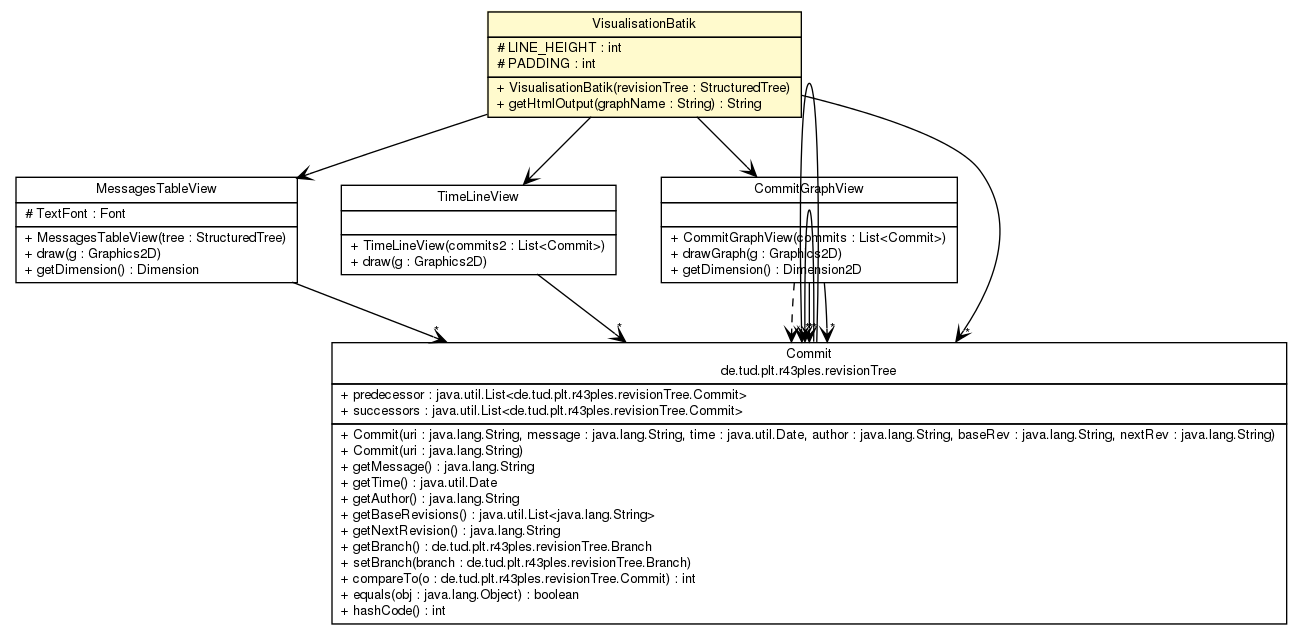 VisualisationBatik
# LINE_HEIGHT : int
# PADDING : int
+ VisualisationBatik(revisionTree : StructuredTree)
+ getHtmlOutput(graphName : String) : String
MessagesTableView
# TextFont : Font
+ MessagesTableView(tree : StructuredTree)
+ draw(g : Graphics2D)
+ getDimension() : Dimension
TimeLineView
+ TimeLineView(commits2 : List<Commit>)
+ draw(g : Graphics2D)
CommitGraphView
+ CommitGraphView(commits : List<Commit>)
+ drawGraph(g : Graphics2D)
+ getDimension() : Dimension2D
*
*
*
*
Commit
de.tud.plt.r43ples.revisionTree
+ predecessor : java.util.List<de.tud.plt.r43ples.revisionTree.Commit>
+ successors : java.util.List<de.tud.plt.r43ples.revisionTree.Commit>
+ Commit(uri : java.lang.String, message : java.lang.String, time : java.util.Date, author : java.lang.String, baseRev : java.lang.String, nextRev : java.lang.String)
+ Commit(uri : java.lang.String)
+ getMessage() : java.lang.String
+ getTime() : java.util.Date
+ getAuthor() : java.lang.String
+ getBaseRevisions() : java.util.List<java.lang.String>
+ getNextRevision() : java.lang.String
+ getBranch() : de.tud.plt.r43ples.revisionTree.Branch
+ setBranch(branch : de.tud.plt.r43ples.revisionTree.Branch)
+ compareTo(o : de.tud.plt.r43ples.revisionTree.Commit) : int
+ equals(obj : java.lang.Object) : boolean
+ hashCode() : int